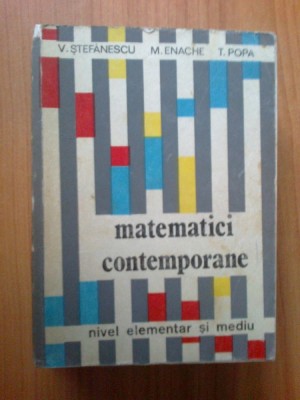 V. ŞTEFĂNESCU M. ENACHE T. POPA
matematici
contemporane
nivel elementar şi mediu